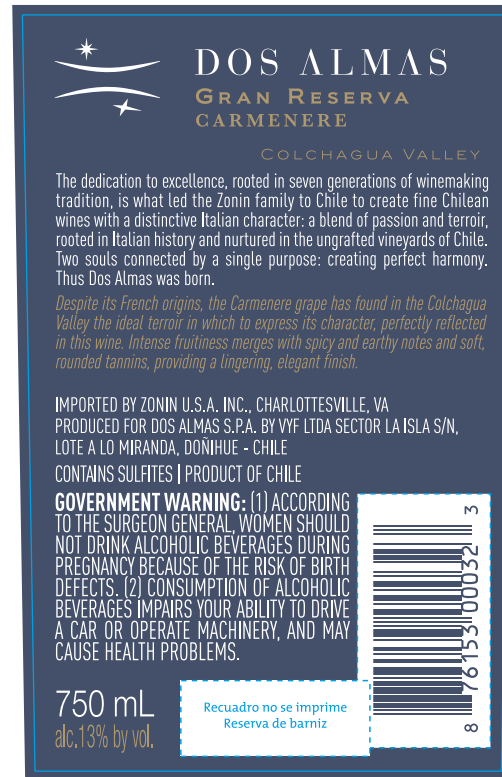 DOS ALMAS
GRAN RESERVA
CARMENERE
COLCHAGUA VALLEY
The dedication to excellence, rooted in seven generations of winemaking
tradition, is what led the Zonin family to Chile to create fine Chilean
wines with a distinctive Italian character: a blend of passion and terroir,
rooted in Italian history and nurtured in the ungrafted vineyards of Chile.
Two souls connected by a single purpose: creating perfect harmony.
Thus Dos Almas was born.
Despite its French origins, the Carmenere grape has found in the Colchagua
Valley the ideal terroir in which to express its character, perfectly reflected
in this wine. Intense fruitiness merges with spicy and earthy notes and soft,
rounded tannins, providing a lingering, elegant finish.
IMPORTED BY ZONIN U.S.A. INC., CHARLOTTESVILLE, VA
PRODUCED FOR DOS ALMAS S.P.A. BY VYF LTDA SECTOR LA ISLA S/N,
LOTE A LO MIRANDA, DOÑIHUE - CHILE
CONTAINS SULFITES | PRODUCT OF CHILE
GOVERNMENT WARNING: (1) ACCORDING
TO THE SURGEON GENERAL, WOMEN SHOULD
NOT DRINK ALCOHOLIC BEVERAGES DURING
PREGNANCY BECAUSE OF THE RISK OF BIRTH
DEFECTS. (2) CONSUMPTION OF ALCOHOLIC
BEVERAGES IMPAIRS YOUR ABILITY TO DRIVE
A CAR OR OPERATE MACHINERY, AND MAY
CAUSE HEALTH PROBLEMS.
750 mL
alc.13% by vol.
Recuadro no se imprime
Reserva de barniz
8 76153 00032 3